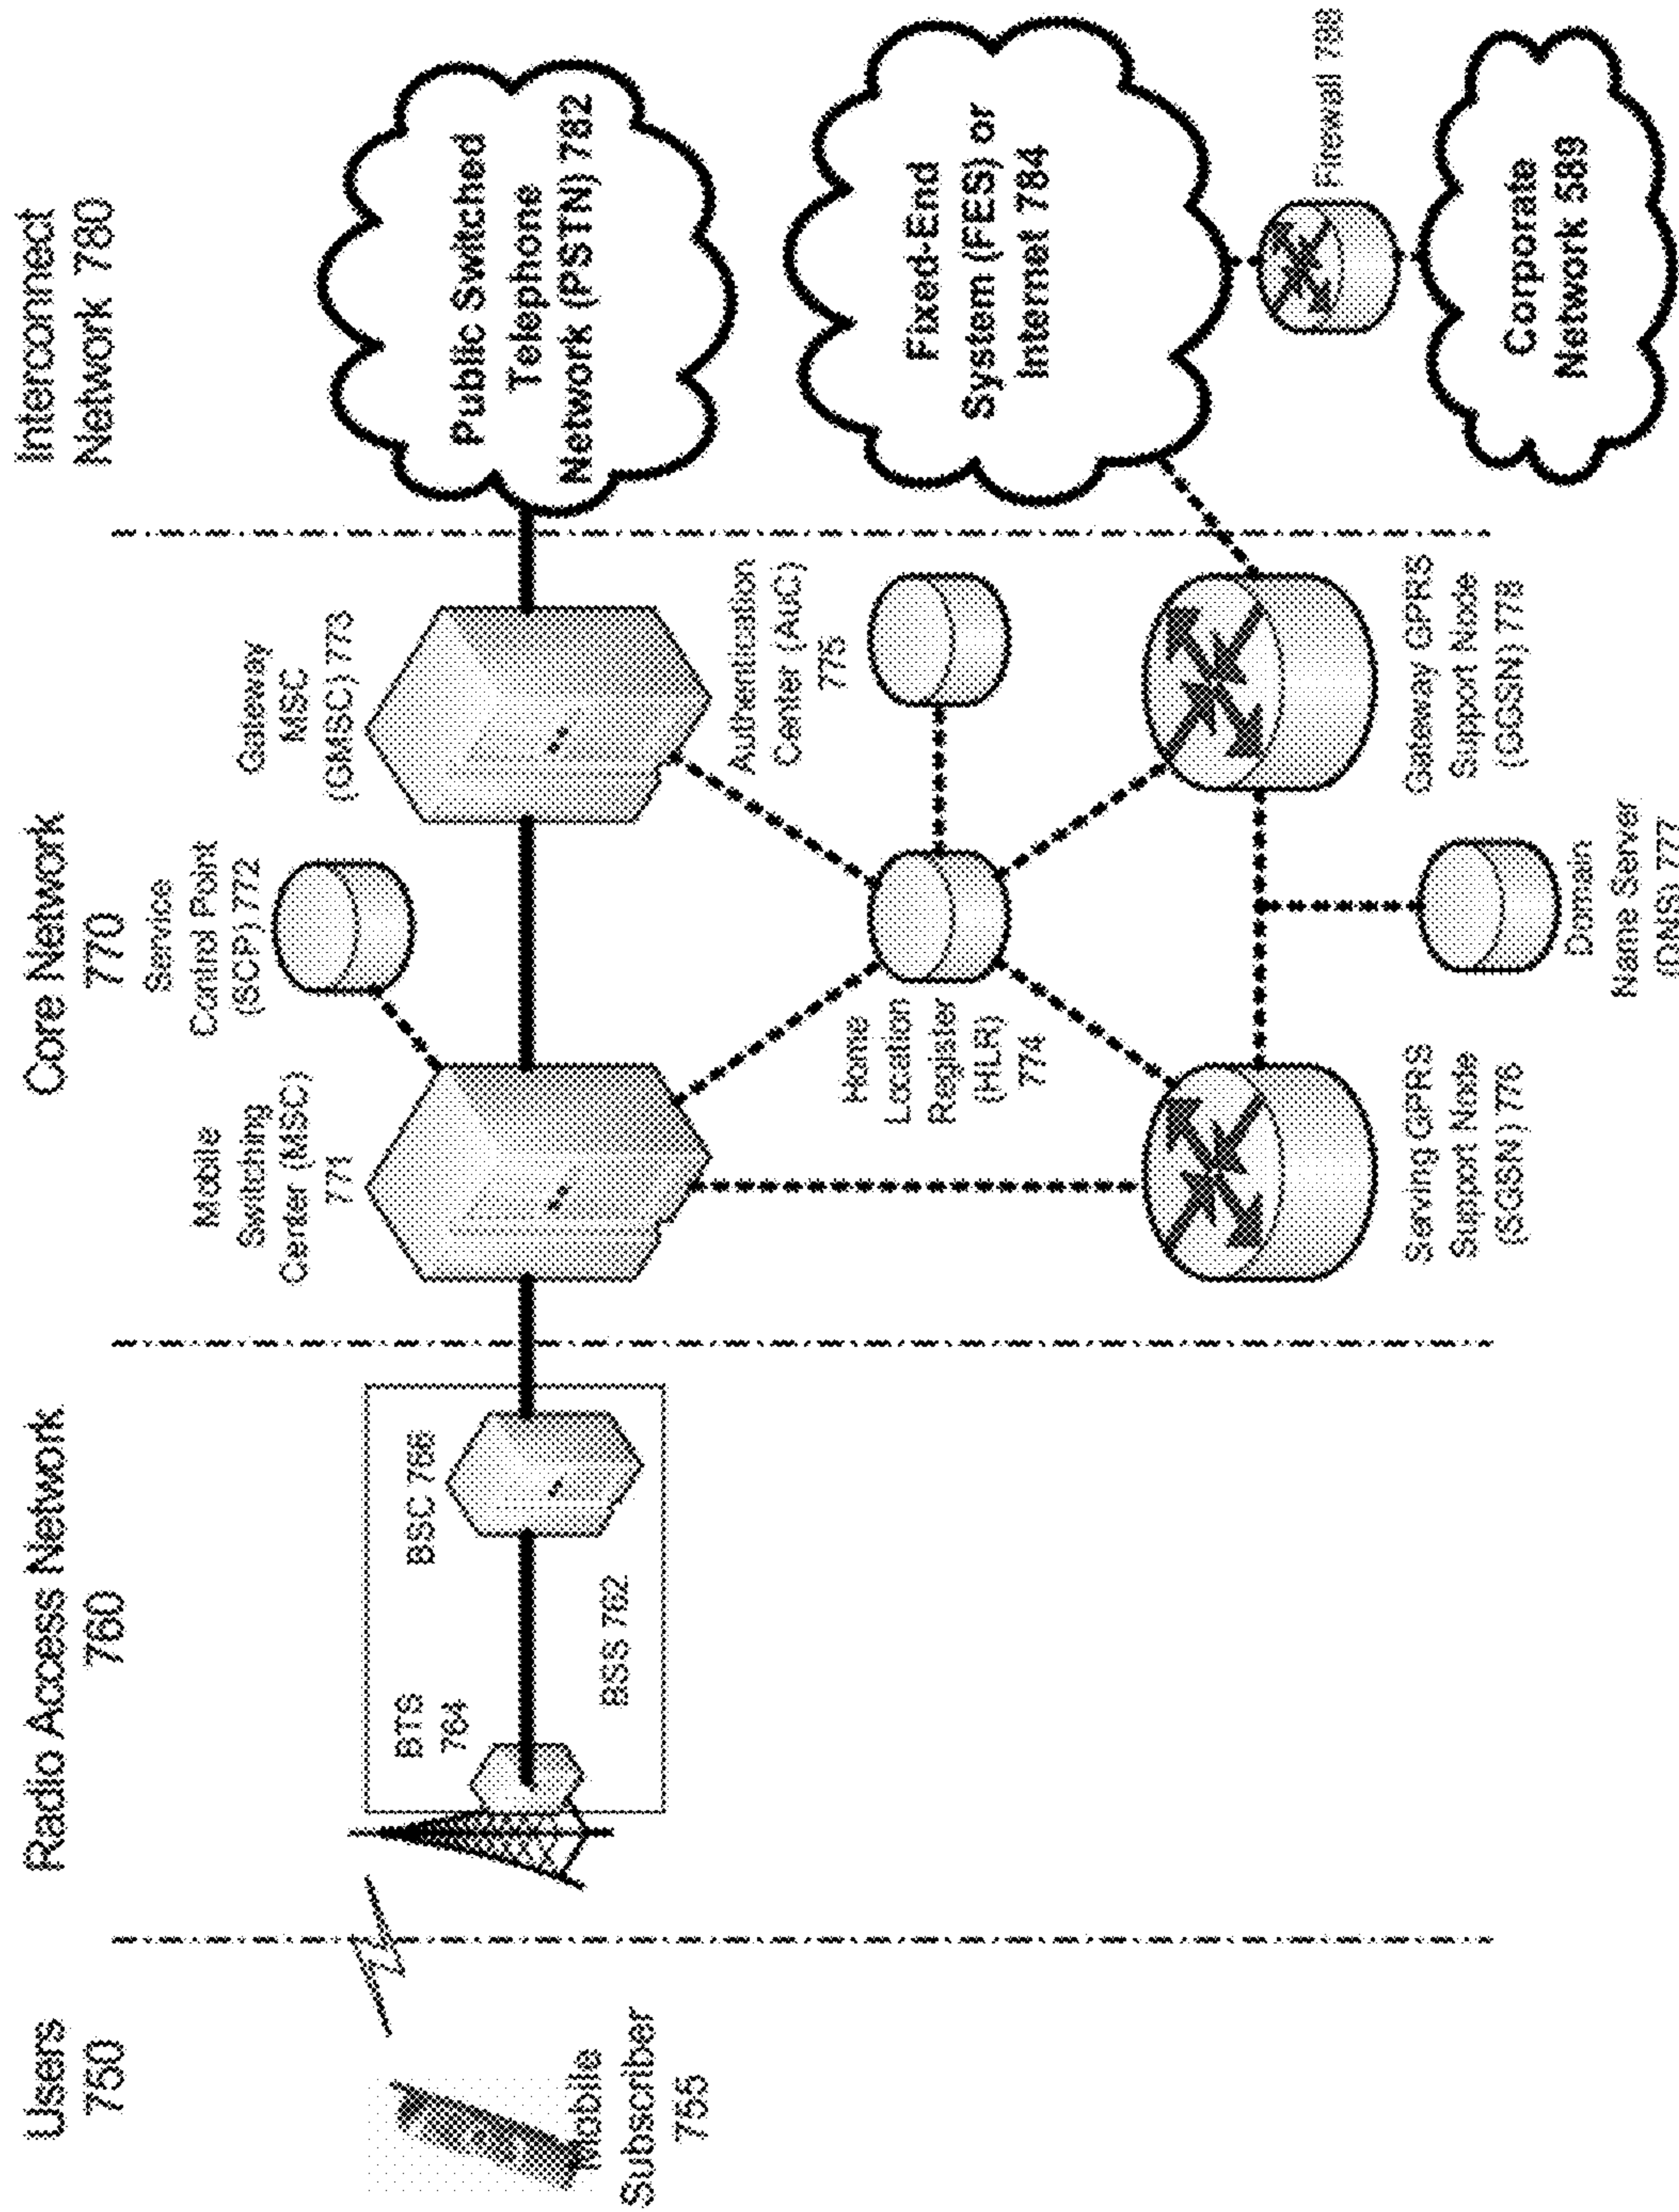 Users
750
Radio Access Network
760
Core Network
770
Interconnect
Network 780
Mobile
Subscriber
755
BTS
764
BSC 766
BSS 762
Mobile
Switching
Center (MSC)
771
Service
Control Point
(SCP) 772
Gateway
MSC
(GMSC) 773
Public Switched
Telephone
Network (PSTN) 782
Home
Location
Register
(HLR)
774
Authentication
Center (AuC)
775
Fixed-End
System (FES) or
Internet 784
Serving GPRS
Support Node
(SGSN) 776
Gateway GPRS
Support Node
(GGSN) 778
Firewall 788
Domain
Name Server
(DNS) 777
Corporate
Network 589